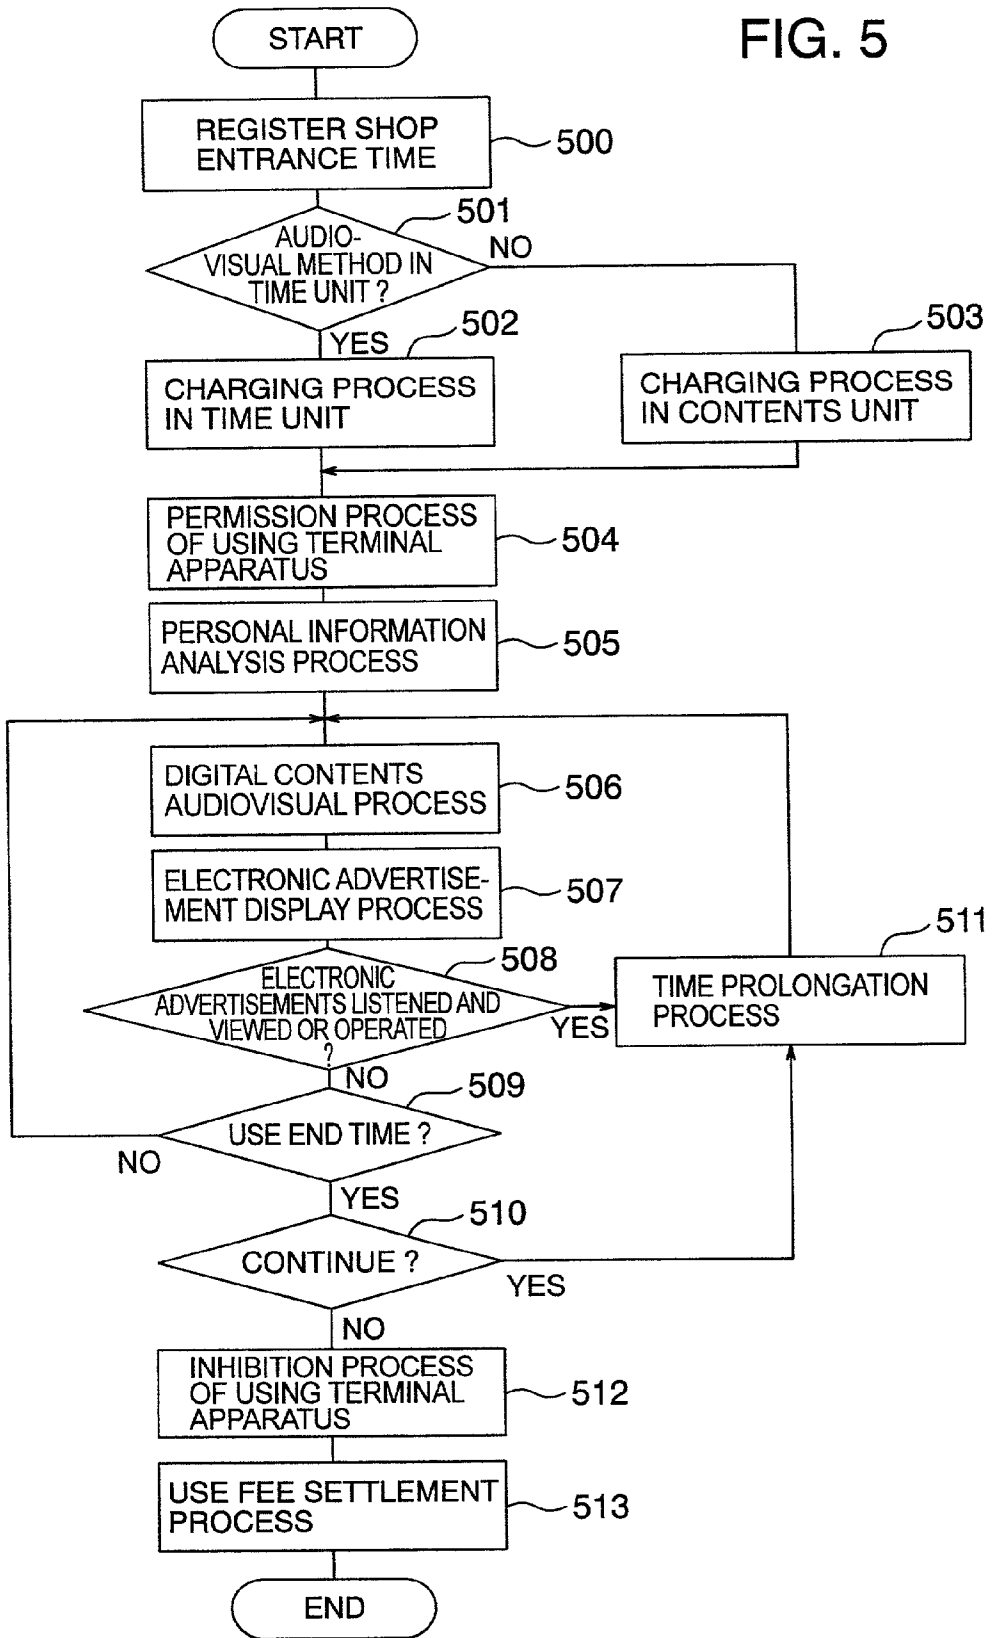 START
FIG. 5
REGISTER SHOP
ENTRANCE TIME
500
501
AUDIO-
VISUAL METHOD IN
TIME UNIT ?
NO
YES
502
CHARGING PROCESS
IN TIME UNIT
503
CHARGING PROCESS
IN CONTENTS UNIT
PERMISSION PROCESS
OF USING TERMINAL
APPARATUS
504
PERSONAL INFORMATION
ANALYSIS PROCESS
505
DIGITAL CONTENTS
AUDIOVISUAL PROCESS
506
ELECTRONIC ADVERTISE-
MENT DISPLAY PROCESS
507
508
ELECTRONIC
ADVERTISEMENTS LISTENED AND
VIEWED OR OPERATED
?
YES
NO
511
TIME PROLONGATION
PROCESS
509
USE END TIME ?
NO
YES
510
CONTINUE ?
YES
NO
INHIBITION PROCESS
OF USING TERMINAL
APPARATUS
512
USE FEE SETTLEMENT
PROCESS
513
END